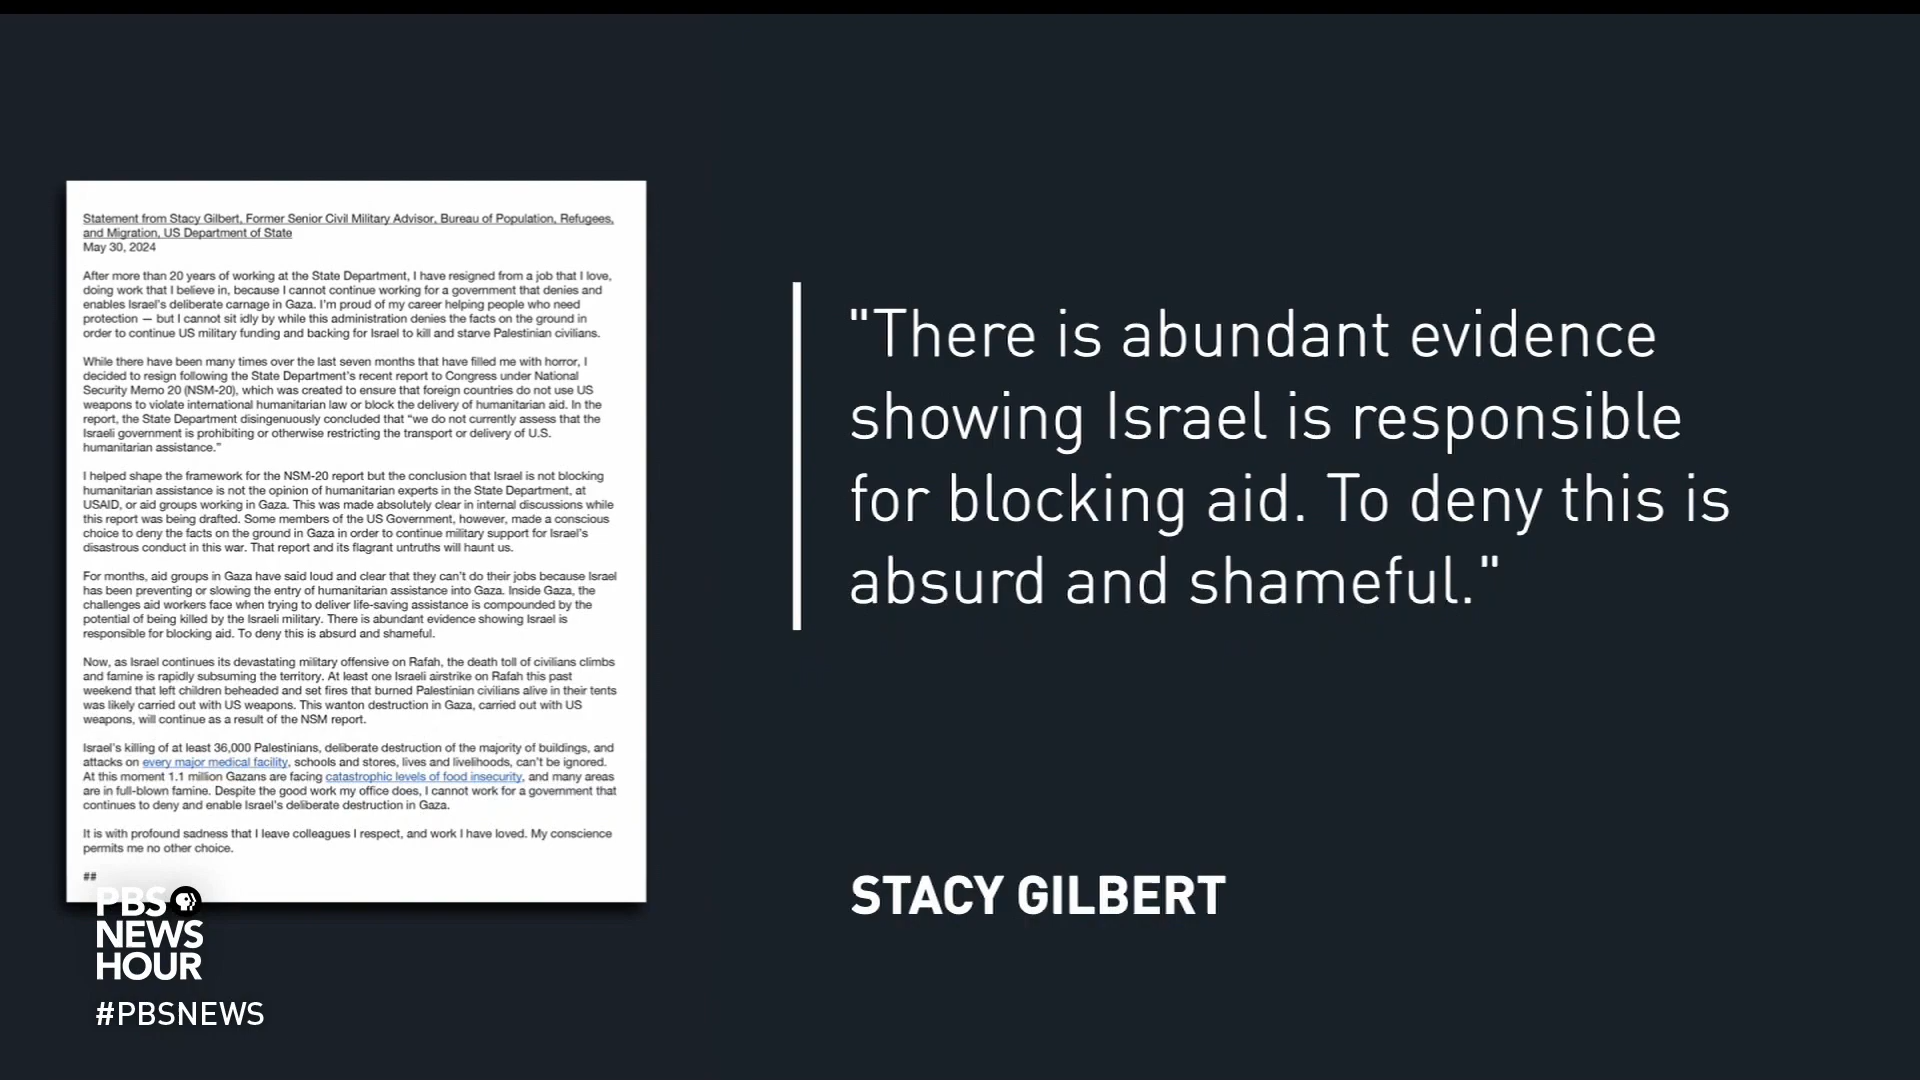 Statement from Stacy Gilbert, Former Senior Civil Military Advisor, Bureau of Population, Refugees,
and Migration, US Department of State
May 30, 2024
After more than 20 years of working at the State Department, I have resigned from a job that I love,
doing work that I believe in, because I cannot continue working for a government that denies and
enables Israel's deliberate carnage in Gaza. I'm proud of my career helping people who need
protection — but I cannot sit idly by while this administration denies the facts on the ground in
order to continue US military funding and backing for Israel to kill and starve Palestinian civilians.
While there have been many times over the last seven months that have filled me with horror, I
decided to resign following the State Department's recent report to Congress under National
Security Memo 20 (NSM-20), which was created to ensure that foreign countries do not use US
weapons to violate international humanitarian law or block the delivery of humanitarian aid. In the
report, the State Department disingenuously concluded that “we do not currently assess that the
Israeli government is prohibiting or otherwise restricting the transport or delivery of U.S.
humanitarian assistance.”
I helped shape the framework for the NSM-20 report but the conclusion that Israel is not blocking
humanitarian assistance is not the opinion of humanitarian experts in the State Department, at
USAID, or aid groups working in Gaza. This was made absolutely clear in internal discussions while
this report was being drafted. Some members of the US Government, however, made a conscious
choice to deny the facts on the ground in Gaza in order to continue military support for Israel's
disastrous conduct in this war. That report and its flagrant untruths will haunt us.
For months, aid groups in Gaza have said loud and clear that they can't do their jobs because Israel
has been preventing or slowing the entry of humanitarian assistance into Gaza. Inside Gaza, the
challenges aid workers face when trying to deliver life-saving assistance is compounded by the
potential of being killed by the Israeli military. There is abundant evidence showing Israel is
responsible for blocking aid. To deny this is absurd and shameful.
Now, as Israel continues its devastating military offensive on Rafah, the death toll of civilians climbs
and famine is rapidly subsuming the territory. At least one Israeli airstrike on Rafah this past
weekend that left children beheaded and set fires that burned Palestinian civilians alive in their tents
was likely carried out with US weapons. This wanton destruction in Gaza, carried out with US
weapons, will continue as a result of the NSM report.
Israel's killing of at least 36,000 Palestinians, deliberate destruction of the majority of buildings, and
attacks on every major medical facility, schools and stores, lives and livelihoods, can't be ignored.
At this moment 1.1 million Gazans are facing catastrophic levels of food insecurity, and many areas
are in full-blown famine. Despite the good work my office does, I cannot work for a government that
continues to deny and enable Israel's deliberate destruction in Gaza.
It is with profound sadness that I leave colleagues I respect, and work I have loved. My conscience
permits me no other choice.
##
"There is abundant evidence
showing Israel is responsible
for blocking aid. To deny this is
absurd and shameful."
STACY GILBERT
PBS
NEWS
HOUR
#PBSNEWS